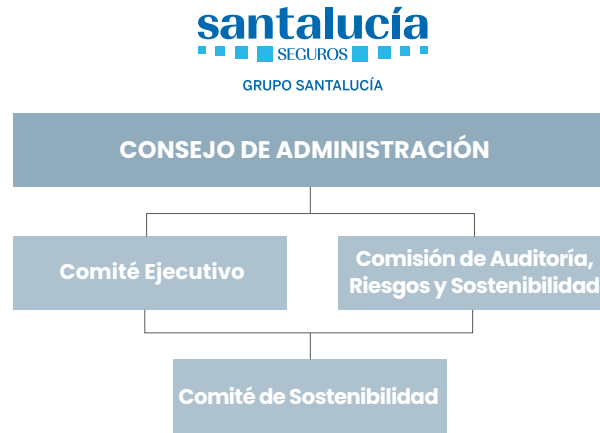 santalucía
SEGUROS
GRUPO SANTALUCÍA
CONSEJO DE ADMINISTRACIÓN
Comité Ejecutivo
Comisión de Auditoría,
Riesgos y Sostenibilidad
Comité de Sostenibilidad